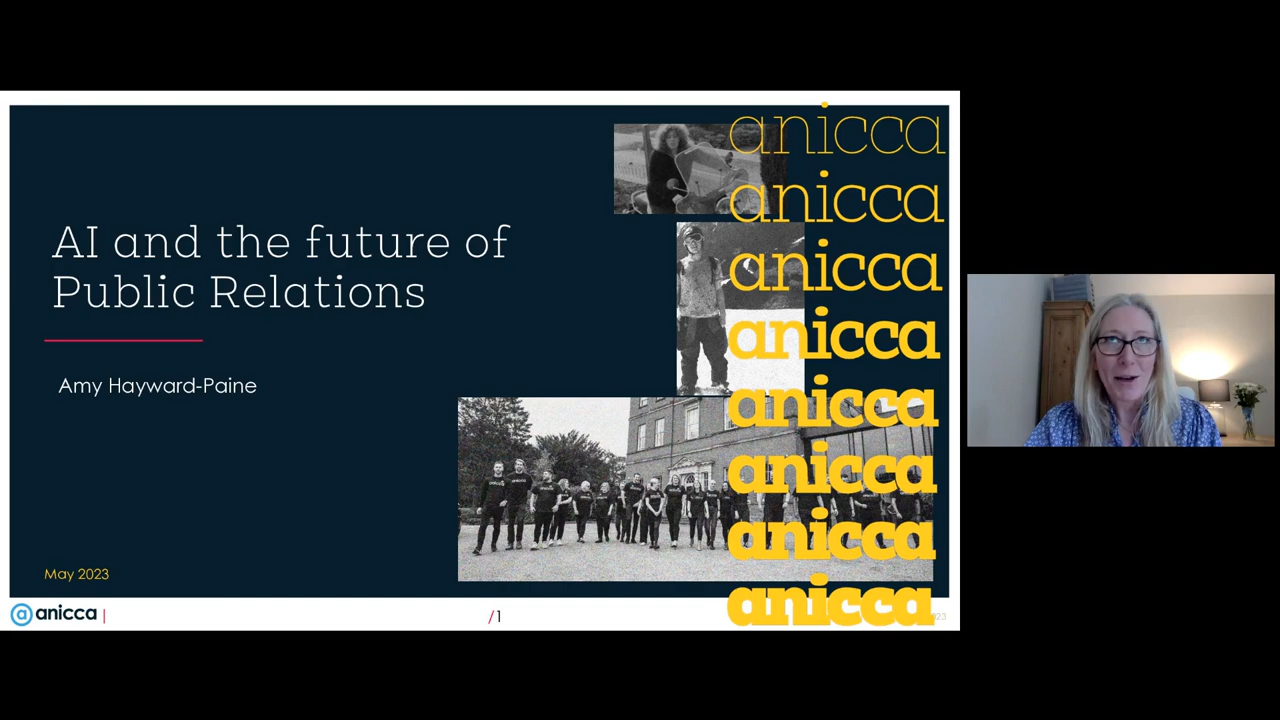 AI and the future of
Public Relations
Amy Hayward-Paine
May 2023
anicca
anicca
anicca
anicca
anicca
anicca
anicca
anicca
@anicca |
/1